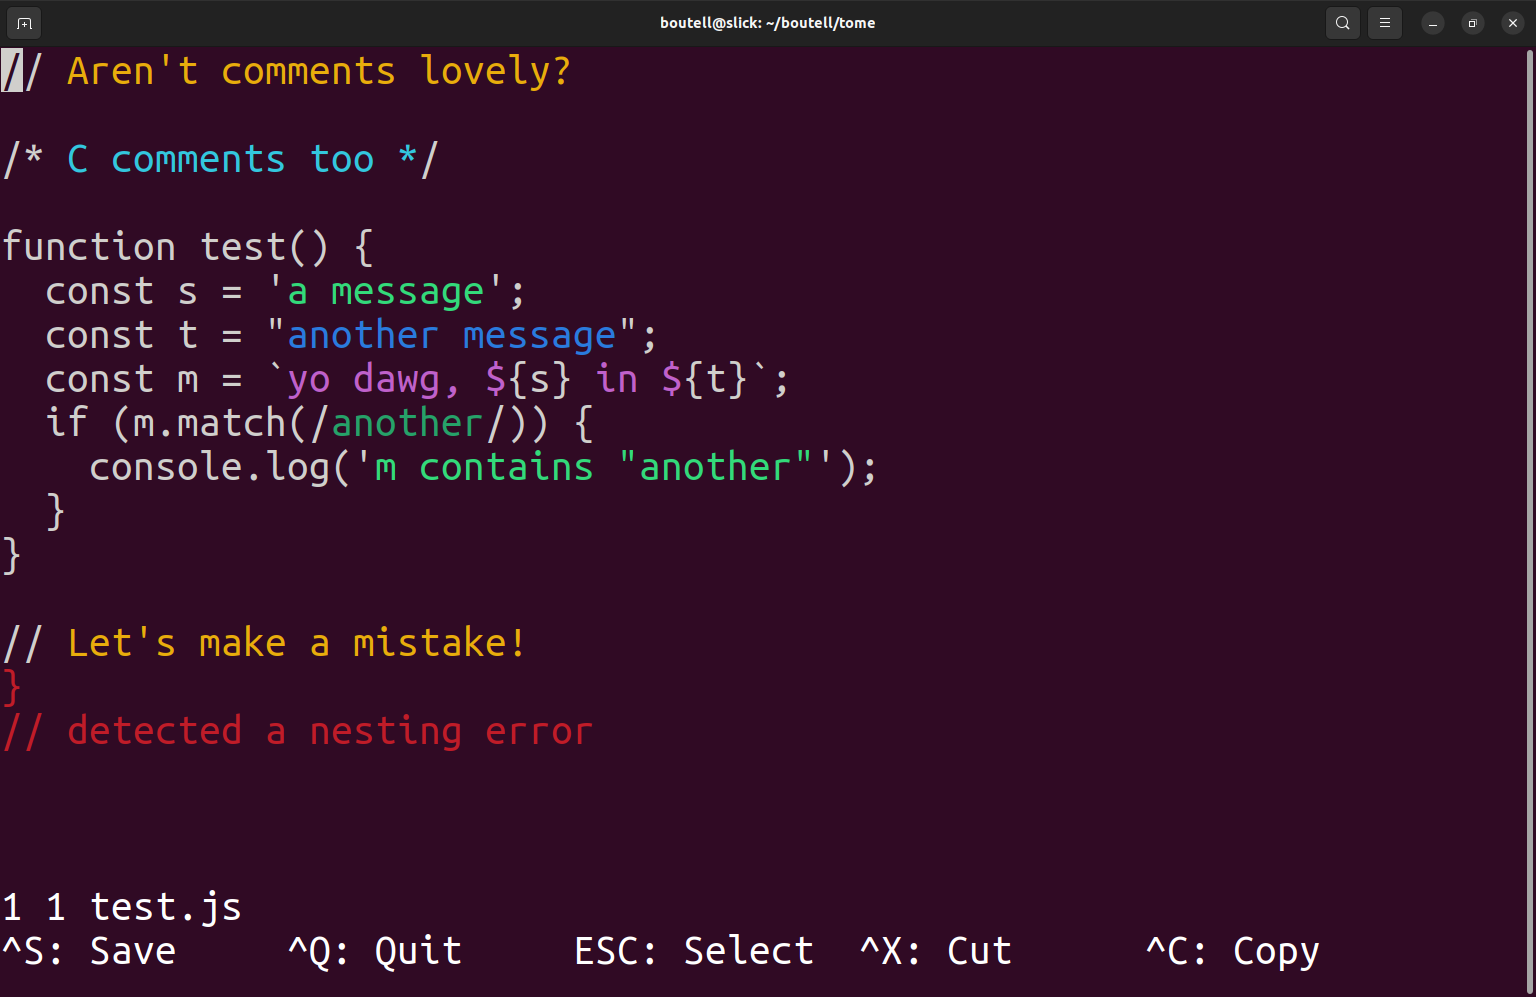 boutell@slick: ~/boutell/tome
// Aren't comments lovely?
/* C comments too */
function test() {
  const s = 'a message';
  const t = "another message";
  const m = `yo dawg, ${s} in ${t}`;
  if (m.match(/another/)) {
    console.log('m contains "another"');
  }
}
// Let's make a mistake!
}
// detected a nesting error
1 1 test.js
^S: Save     ^Q: Quit     ESC: Select  ^X: Cut      ^C: Copy